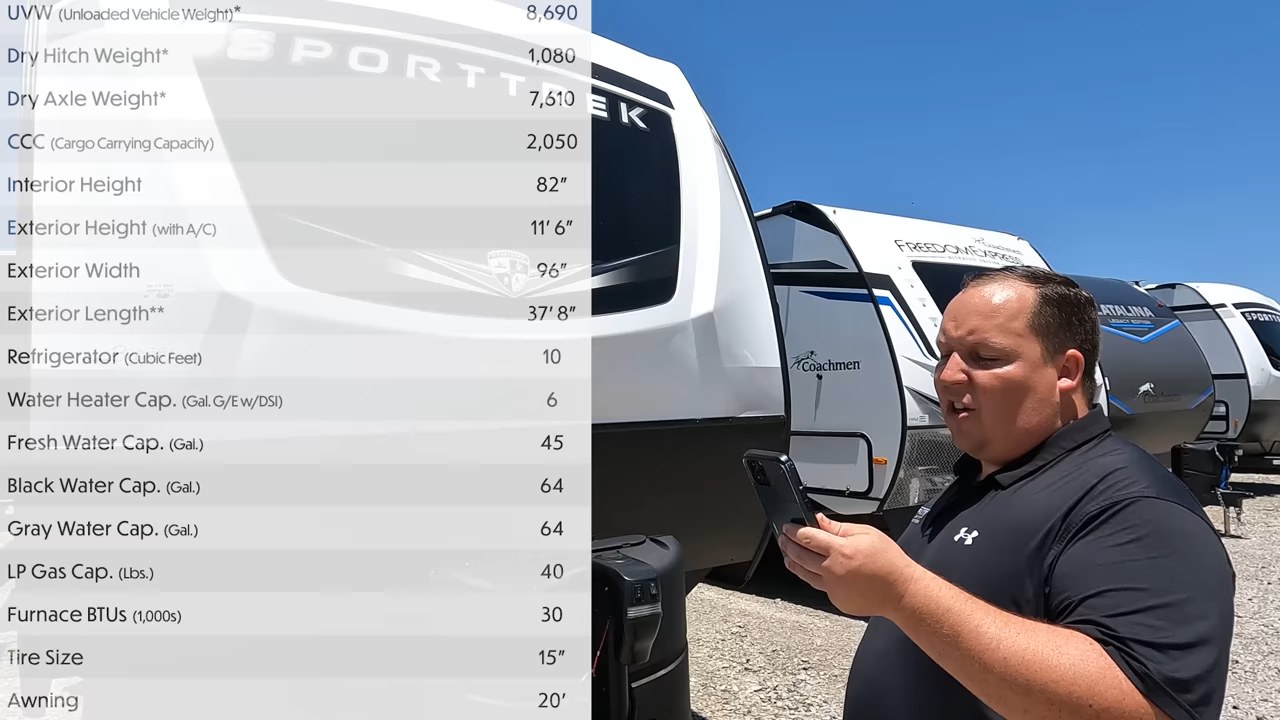 UVW (Unloaded Vehicle Weight)* 8,690
Dry Hitch Weight* 1,080
Dry Axle Weight* 7,610
CCC (Cargo Carrying Capacity) 2,050
Interior Height 82”
Exterior Height (with A/C) 11' 6”
Exterior Width 96”
Exterior Length** 37' 8”
Refrigerator (Cubic Feet) 10
Water Heater Cap. (Gal. G/E w/DSI) 6
Fresh Water Cap. (Gal.) 45
Black Water Cap. (Gal.) 64
Gray Water Cap. (Gal.) 64
LP Gas Cap. (Lbs.) 40
Furnace BTUs (1,000s) 30
Tire Size 15”
Awning 20'
SPORTTREK
Coachmen
FREEDOM EXPRESS
Coachmen
CATALINA
LEGACY EDITION
Coachmen
SPORTT